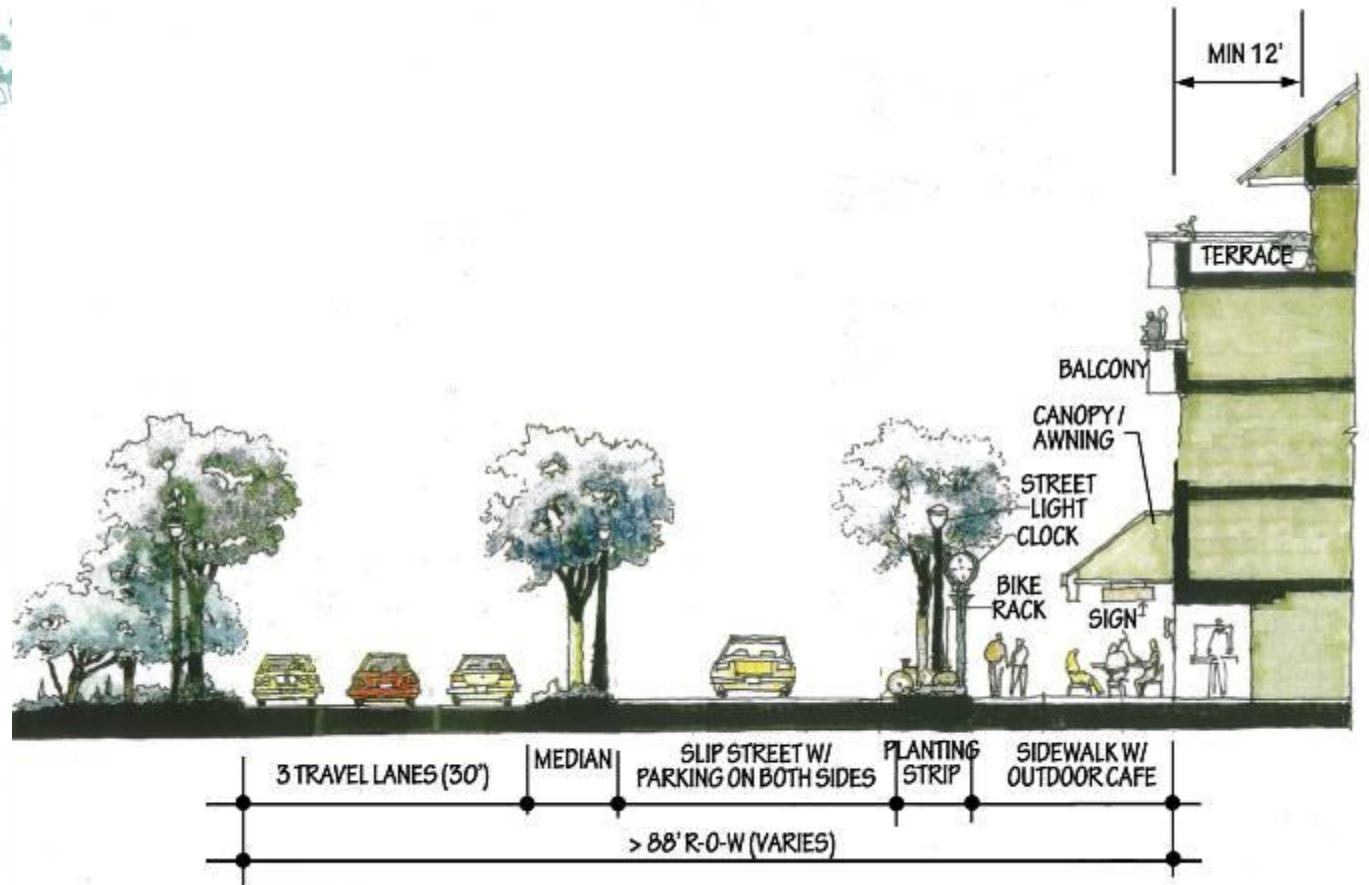 MIN 12'
TERRACE
BALCONY
CANOPY /
AWNING
STREET
LIGHT
CLOCK
BIKE
RACK
SIGN
3 TRAVEL LANES (30')
MEDIAN
SLIP STREET W/
PARKING ON BOTH SIDES
PLANTING
STRIP
SIDEWALK W/
OUTDOOR CAFE
> 88' R-O-W (VARIES)